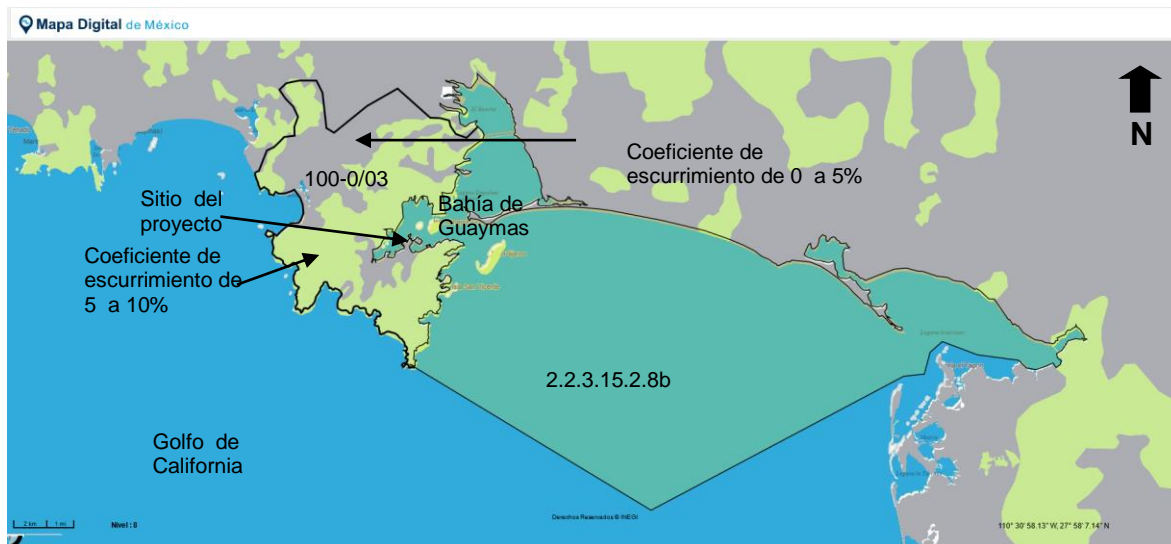 Mapa Digital de México
N
Coeficiente de
escurrimiento de 0 a 5%
100-0/03
Sitio del
proyecto
Bahía de
Guaymas
Coeficiente de
escurrimiento de
5 a 10%
2.2.3.15.2.8b
Golfo de
California
2 km
1 mi
Nivel : 8
Derechos Reservados © INEGI
110° 30' 58.13" W, 27° 58' 7.14" N